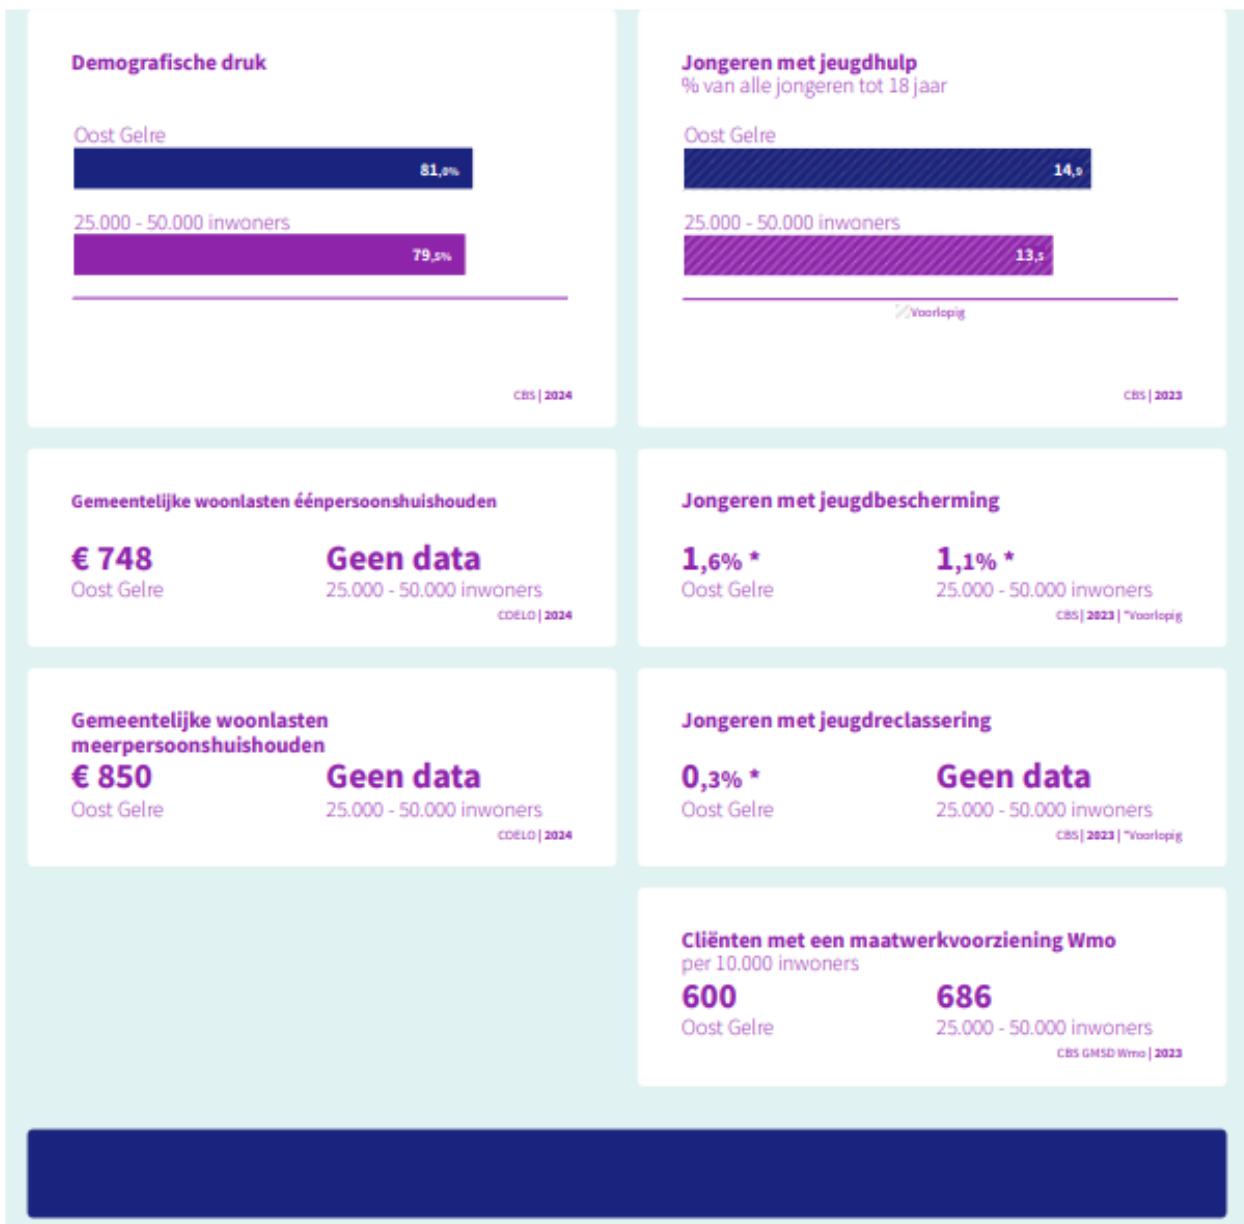 Demografische druk
Oost Gelre
81,0%
25.000 - 50.000 inwoners
79,5%
CBS | 2024
Jongeren met jeugdhulp
% van alle jongeren tot 18 jaar
Oost Gelre
14,9
25.000 - 50.000 inwoners
13,5
Voorlopig
CBS | 2023
Gemeentelijke woonlasten éénpersoonshuishouden
€ 748 Geen data
Oost Gelre 25.000 - 50.000 inwoners
COELO | 2024
Jongeren met jeugdbescherming
1,6% * 1,1% *
Oost Gelre 25.000 - 50.000 inwoners
CBS | 2023 | *Voorlopig
Gemeentelijke woonlasten
meerpersoonshuishouden
€ 850 Geen data
Oost Gelre 25.000 - 50.000 inwoners
COELO | 2024
Jongeren met jeugdreclassering
0,3% * Geen data
Oost Gelre 25.000 - 50.000 inwoners
CBS | 2023 | *Voorlopig
Cliënten met een maatwerkvoorziening Wmo
per 10.000 inwoners
600 686
Oost Gelre 25.000 - 50.000 inwoners
CBS GMSD Wmo | 2023